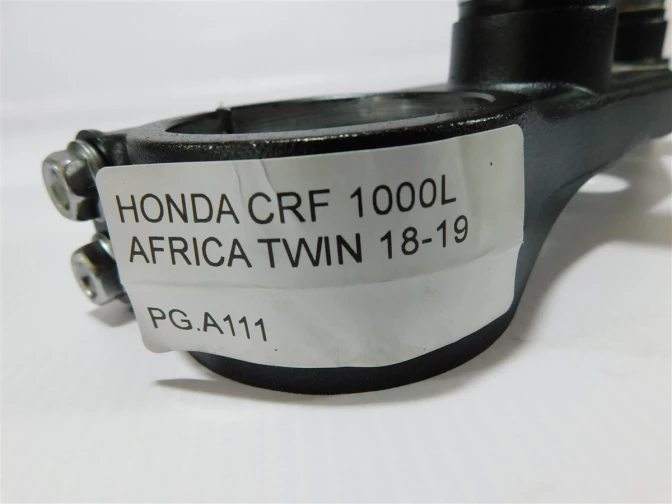 HONDA CRF 1000L
AFRICA TWIN 18-19
PG.A111